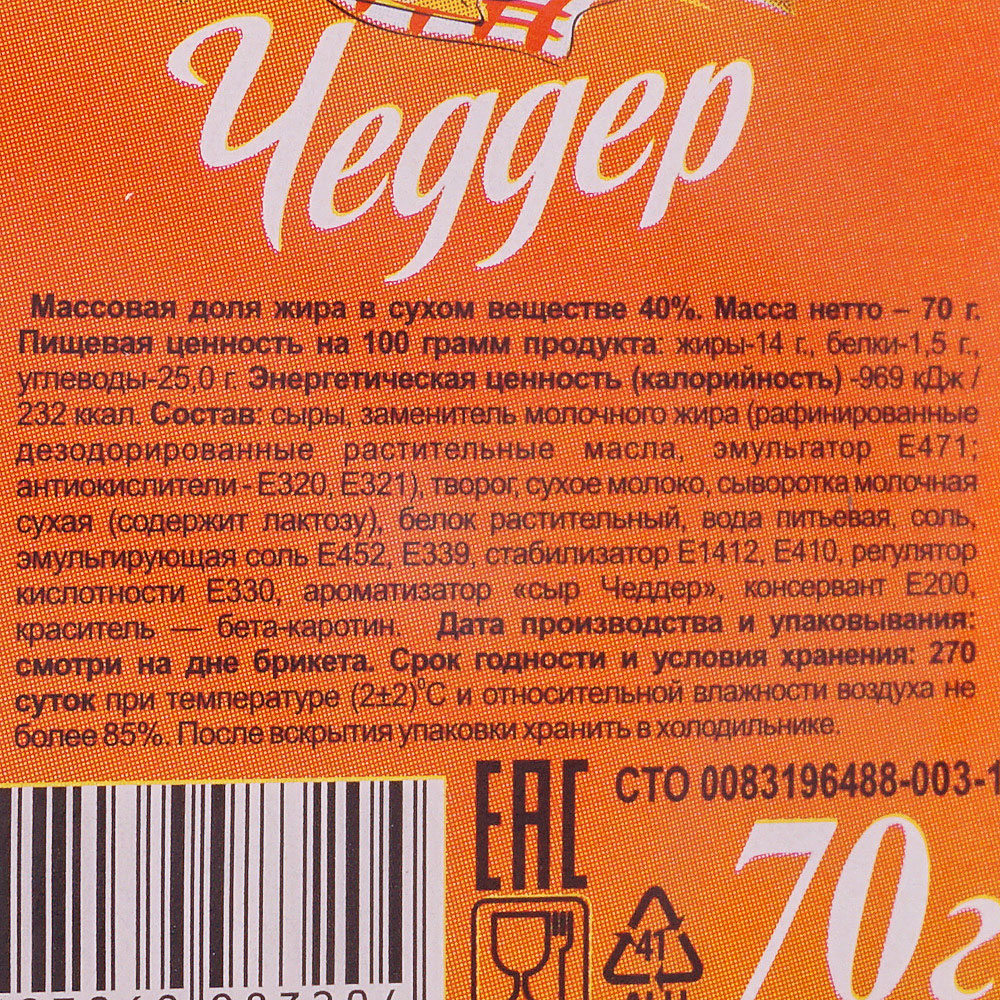 Чеддер
Массовая доля жира в сухом веществе 40%. Масса нетто – 70 г.
Пищевая ценность на 100 грамм продукта: жиры-14 г., белки-1,5 г.,
углеводы-25,0 г. Энергетическая ценность (калорийность) -969 кДж /
232 ккал. Состав: сыры, заменитель молочного жира (рафинированные
дезодорированные растительные масла, эмульгатор Е471;
антиокислители - Е320, Е321), творог, сухое молоко, сыворотка молочная
сухая (содержит лактозу), белок растительный, вода питьевая, соль,
эмульгирующая соль Е452, Е339, стабилизатор Е1412, Е410, регулятор
кислотности Е330, ароматизатор «сыр Чеддер», консервант Е200,
краситель — бета-каротин. Дата производства и упаковывания:
смотри на дне брикета. Срок годности и условия хранения: 270
суток при температуре (2±2)°С и относительной влажности воздуха не
более 85%. После вскрытия упаковки хранить в холодильнике.
ЕАС
СТО 0083196488-003-1
70 г
41